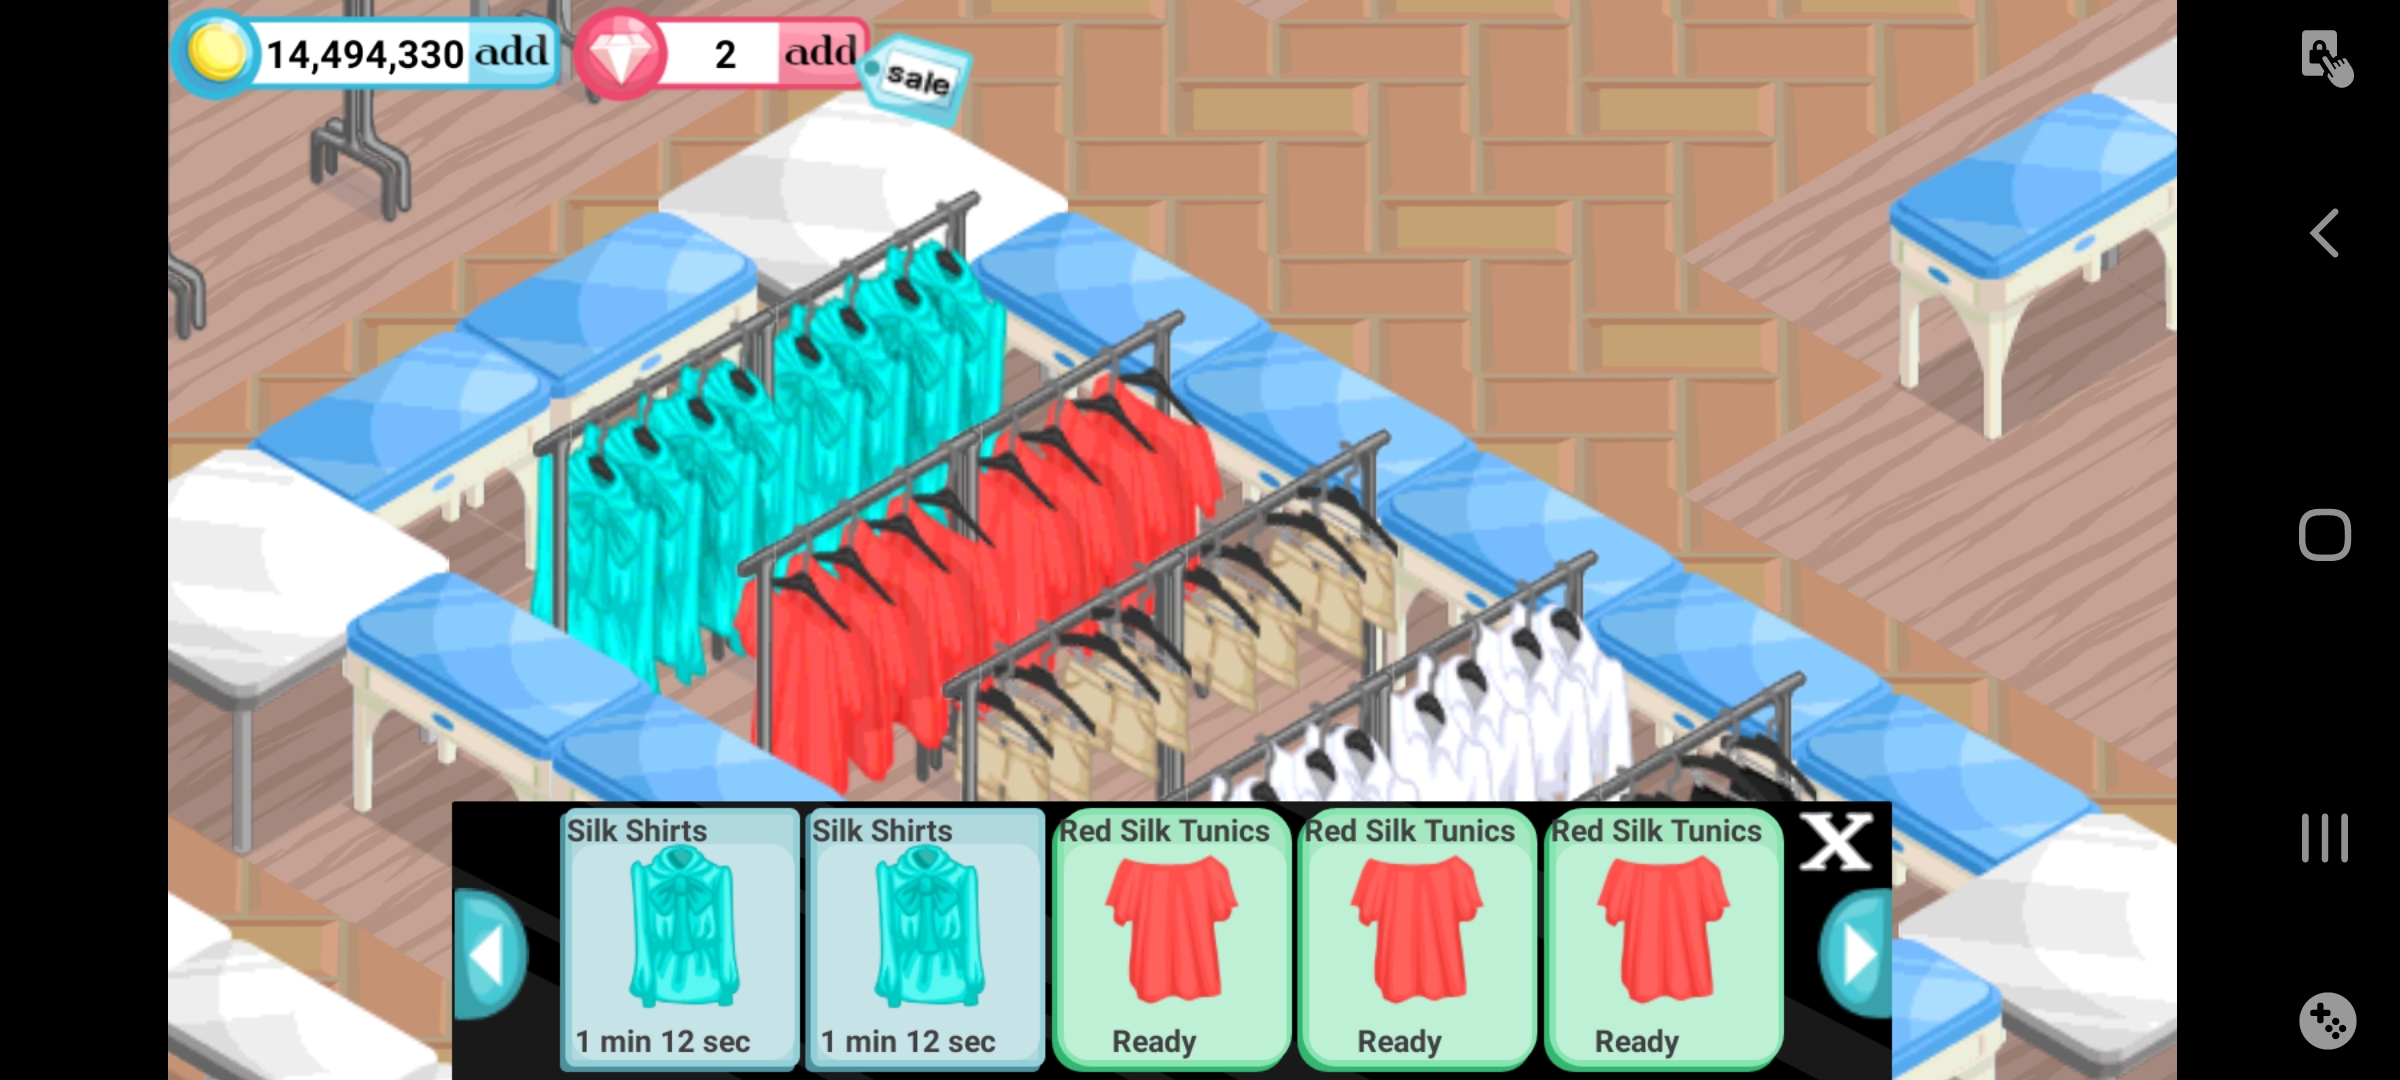 14,494,330 add
2 add
sale
Silk Shirts
1 min 12 sec
Silk Shirts
1 min 12 sec
Red Silk Tunics
Ready
Red Silk Tunics
Ready
Red Silk Tunics
Ready
X